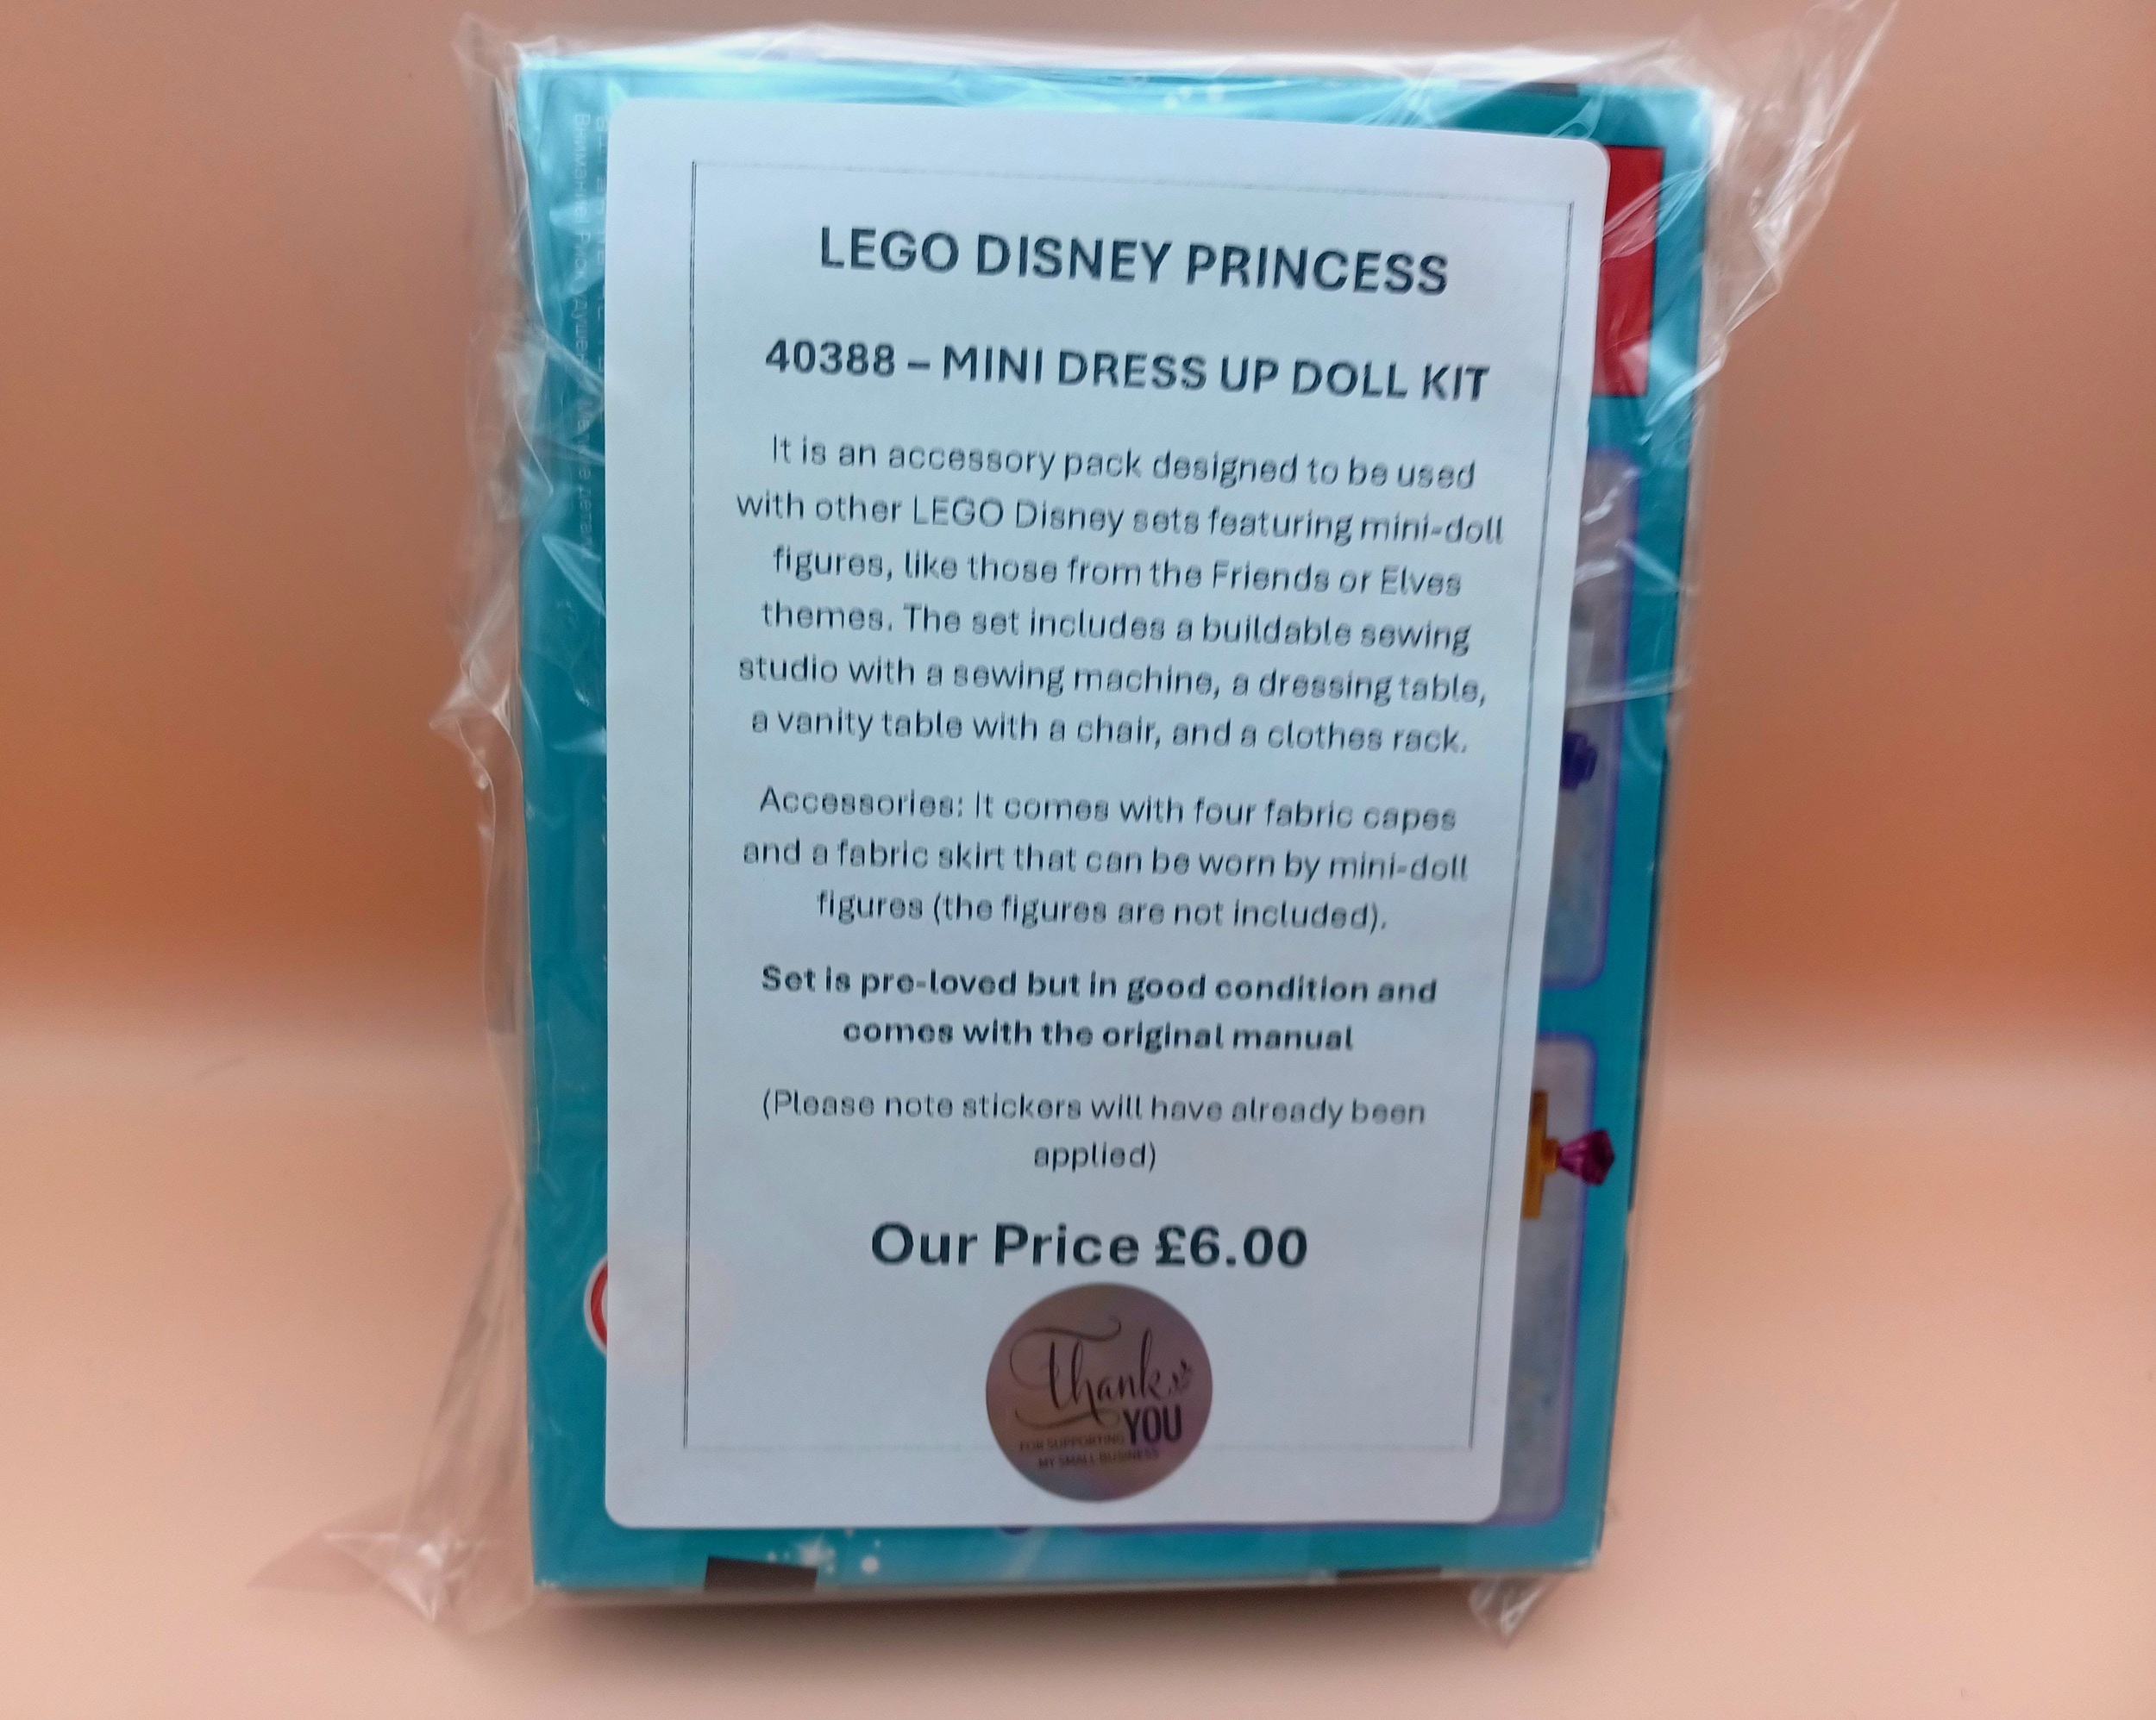 LEGO DISNEY PRINCESS
40388 – MINI DRESS UP DOLL KIT
It is an accessory pack designed to be used
with other LEGO Disney sets featuring mini-doll
figures, like those from the Friends or Elves
themes. The set includes a buildable sewing
studio with a sewing machine, a dressing table,
a vanity table with a chair, and a clothes rack.
Accessories: It comes with four fabric capes
and a fabric skirt that can be worn by mini-doll
figures (the figures are not included).
Set is pre-loved but in good condition and
comes with the original manual
(Please note stickers will have already been
applied)
Our Price £6.00
Thank
YOU
FOR SUPPORTING
MY SMALL BUSINESS
Внимание!